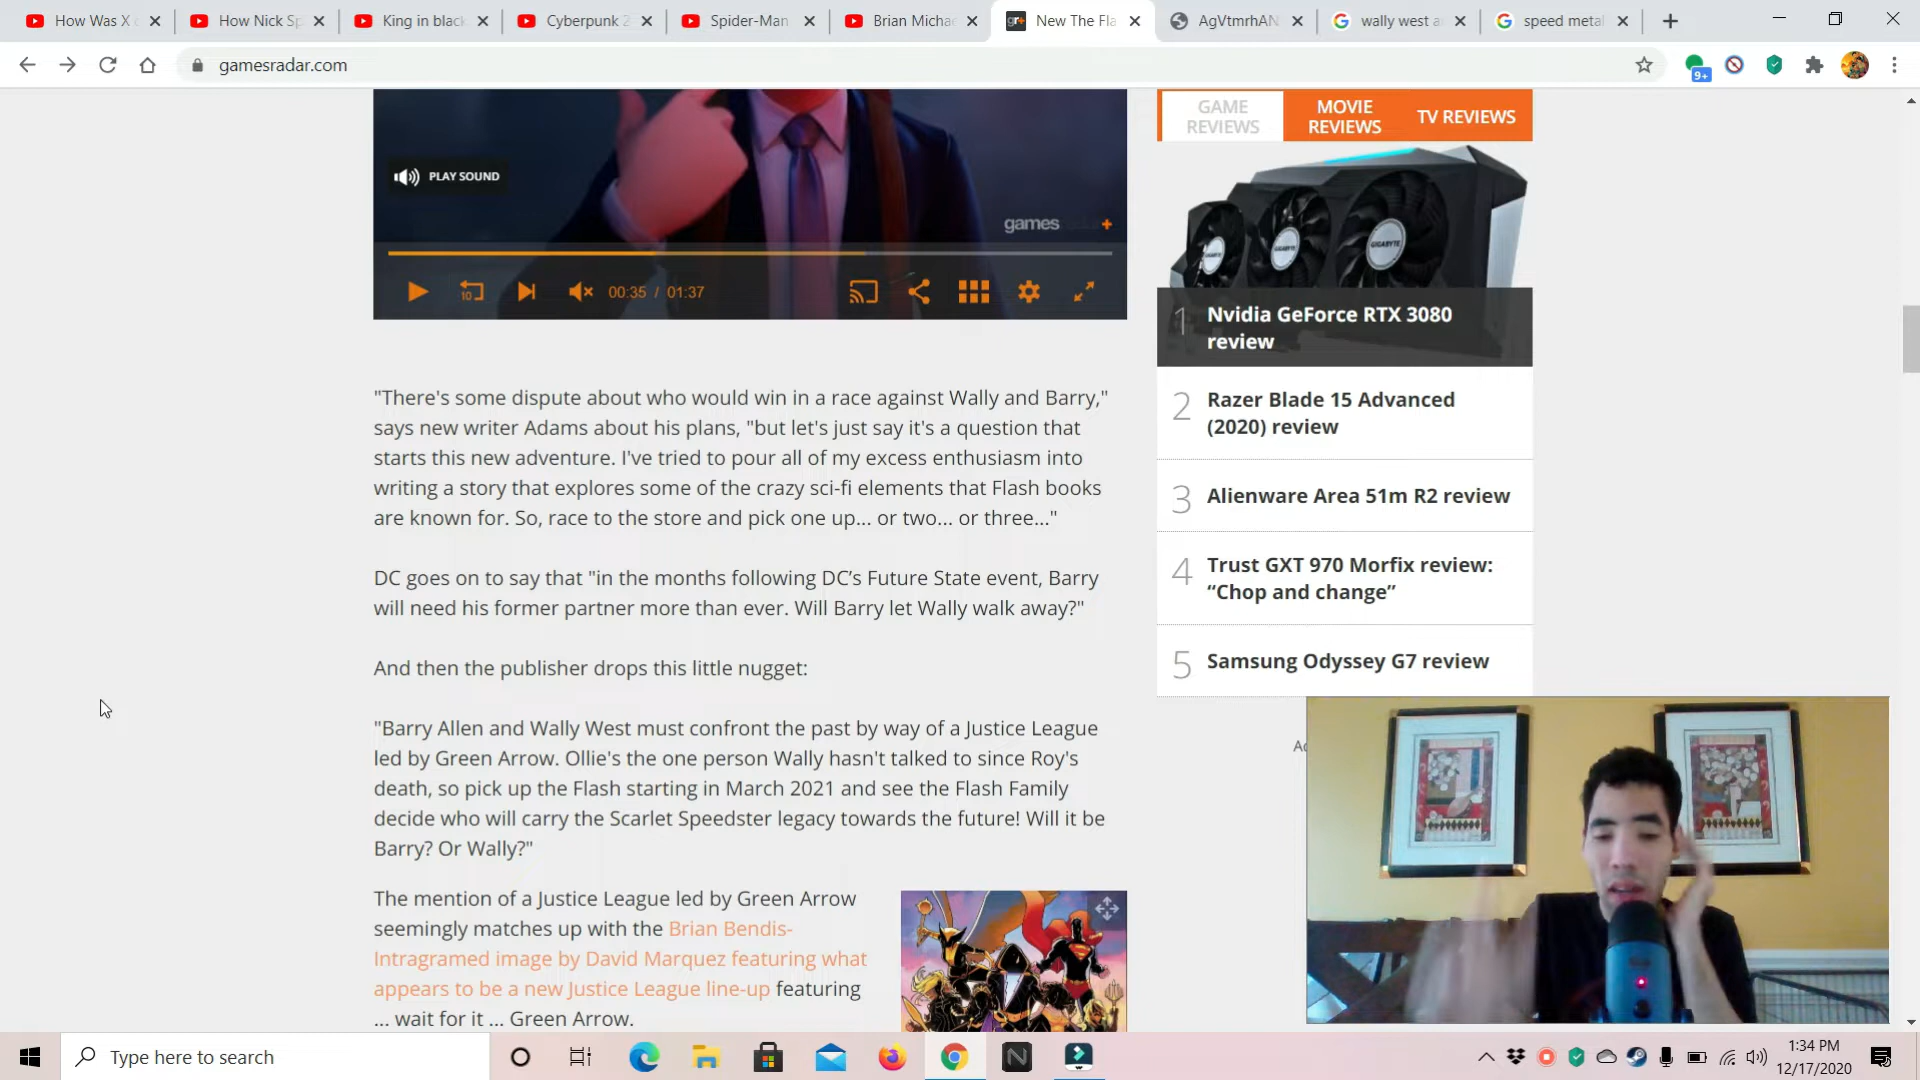 How Was X
How Nick Sp
King in black
Cyberpunk 2
Spider-Man
Brian Michae
gr+ New The Fla
AgVtmrhAN
wally west a
speed metal
gamesradar.com
9+
PLAY SOUND
games
10 00:35 / 01:37
"There's some dispute about who would win in a race against Wally and Barry,"
says new writer Adams about his plans, "but let's just say it's a question that
starts this new adventure. I've tried to pour all of my excess enthusiasm into
writing a story that explores some of the crazy sci-fi elements that Flash books
are known for. So, race to the store and pick one up... or two... or three..."
DC goes on to say that "in the months following DC’s Future State event, Barry
will need his former partner more than ever. Will Barry let Wally walk away?"
And then the publisher drops this little nugget:
"Barry Allen and Wally West must confront the past by way of a Justice League
led by Green Arrow. Ollie's the one person Wally hasn't talked to since Roy's
death, so pick up the Flash starting in March 2021 and see the Flash Family
decide who will carry the Scarlet Speedster legacy towards the future! Will it be
Barry? Or Wally?"
The mention of a Justice League led by Green Arrow
seemingly matches up with the Brian Bendis-
Intragramed image by David Marquez featuring what
appears to be a new Justice League line-up featuring
... wait for it ... Green Arrow.
GAME
REVIEWS
MOVIE
REVIEWS
TV REVIEWS
GIGABYTE
GIGABYTE
GIGABYTE
1 Nvidia GeForce RTX 3080
review
2 Razer Blade 15 Advanced
(2020) review
3 Alienware Area 51m R2 review
4 Trust GXT 970 Morfix review:
“Chop and change”
5 Samsung Odyssey G7 review
Type here to search
1:34 PM
12/17/2020